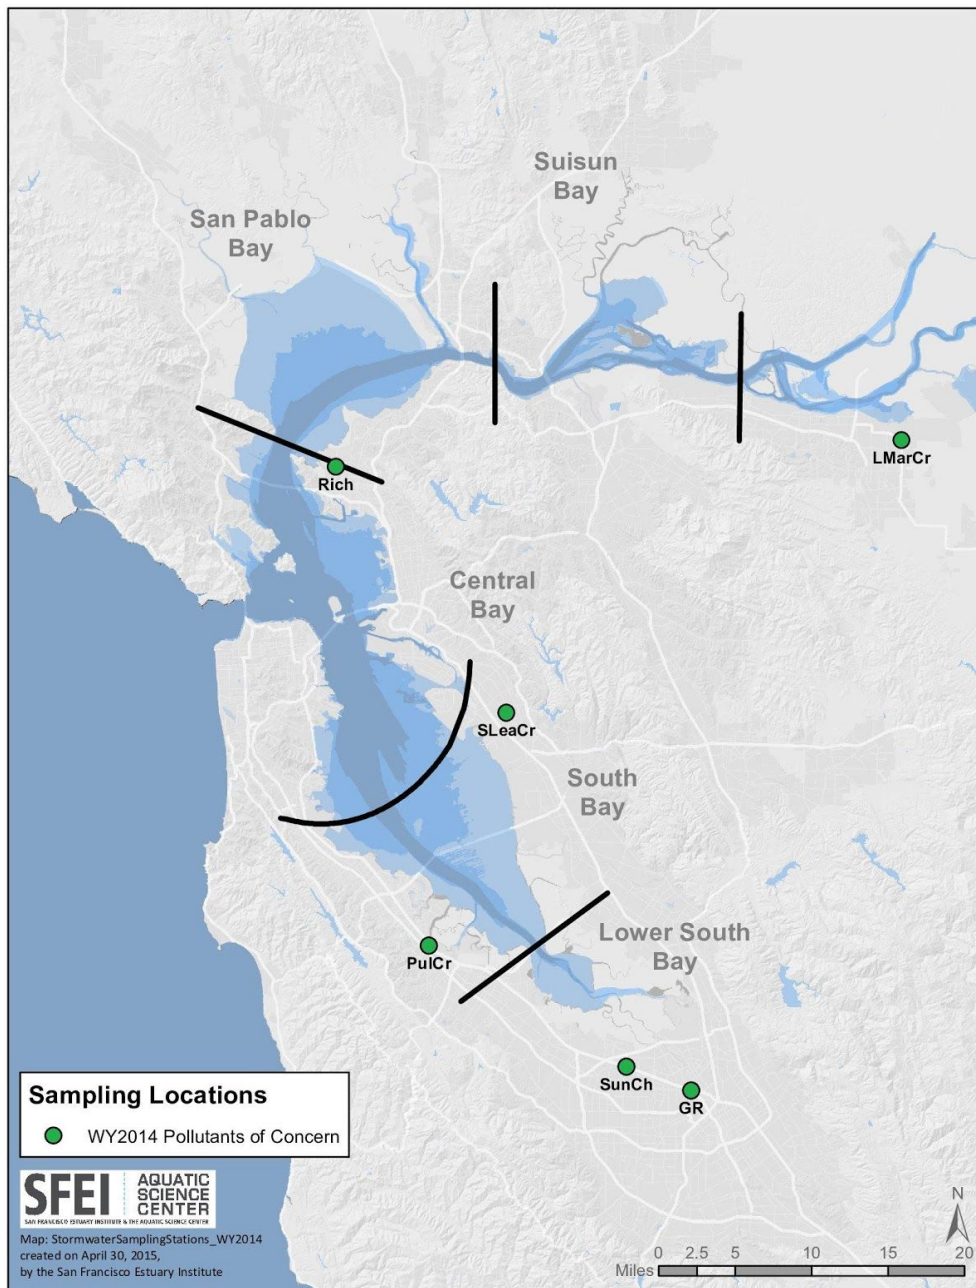 Suisun
Bay
San Pablo
Bay
LMarCr
Rich
Central
Bay
SLeaCr
South
Bay
Lower South
Bay
PulCr
SunCh
GR
Sampling Locations
WY2014 Pollutants of Concern
SFEI
AQUATIC
SCIENCE
CENTER
SAN FRANCISCO ESTUARY INSTITUTE & THE AQUATIC SCIENCE CENTER
Map: StormwaterSamplingStations_WY2014
created on April 30, 2015,
by the San Francisco Estuary Institute
N
0 2.5 5 10 15 20
Miles